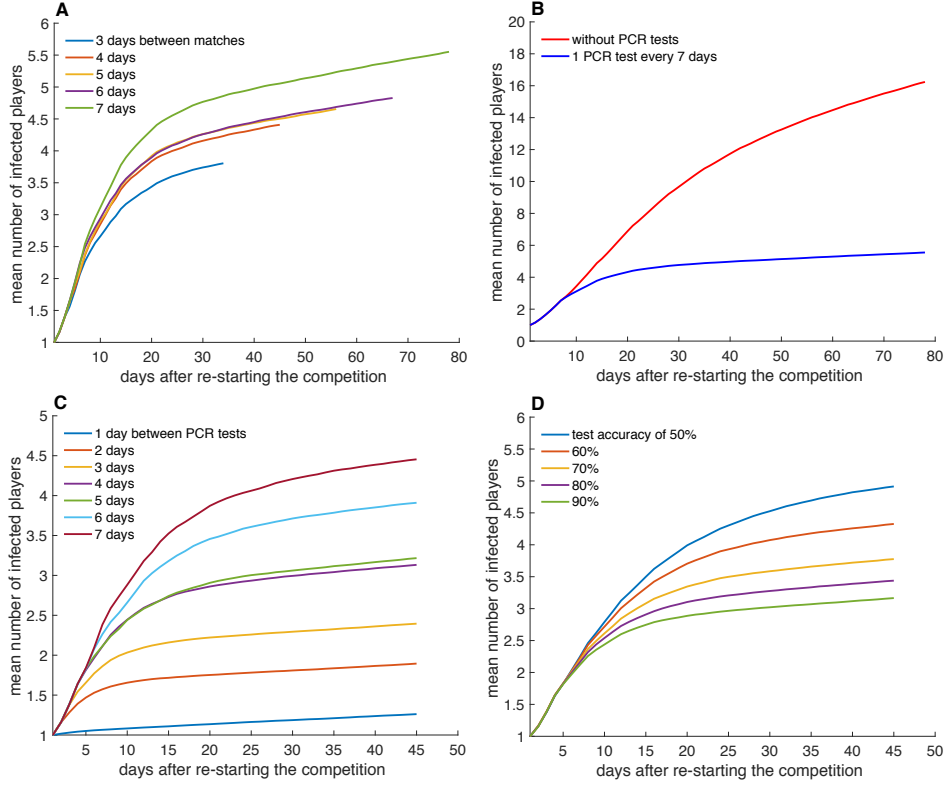 A
3 days between matches
4 days
5 days
6 days
7 days
mean number of infected players
6
5.5
5
4.5
4
3.5
3
2.5
2
1.5
1
10 20 30 40 50 60 70 80
days after re-starting the competition
B
without PCR tests
1 PCR test every 7 days
mean number of infected players
20
18
16
14
12
10
8
6
4
2
0
10 20 30 40 50 60 70 80
days after re-starting the competition
C
1 day between PCR tests
2 days
3 days
4 days
5 days
6 days
7 days
mean number of infected players
5
4.5
4
3.5
3
2.5
2
1.5
1
5 10 15 20 25 30 35 40 45 50
days after re-starting the competition
D
test accuracy of 50%
60%
70%
80%
90%
mean number of infected players
6
5.5
5
4.5
4
3.5
3
2.5
2
1.5
1
5 10 15 20 25 30 35 40 45 50
days after re-starting the competition